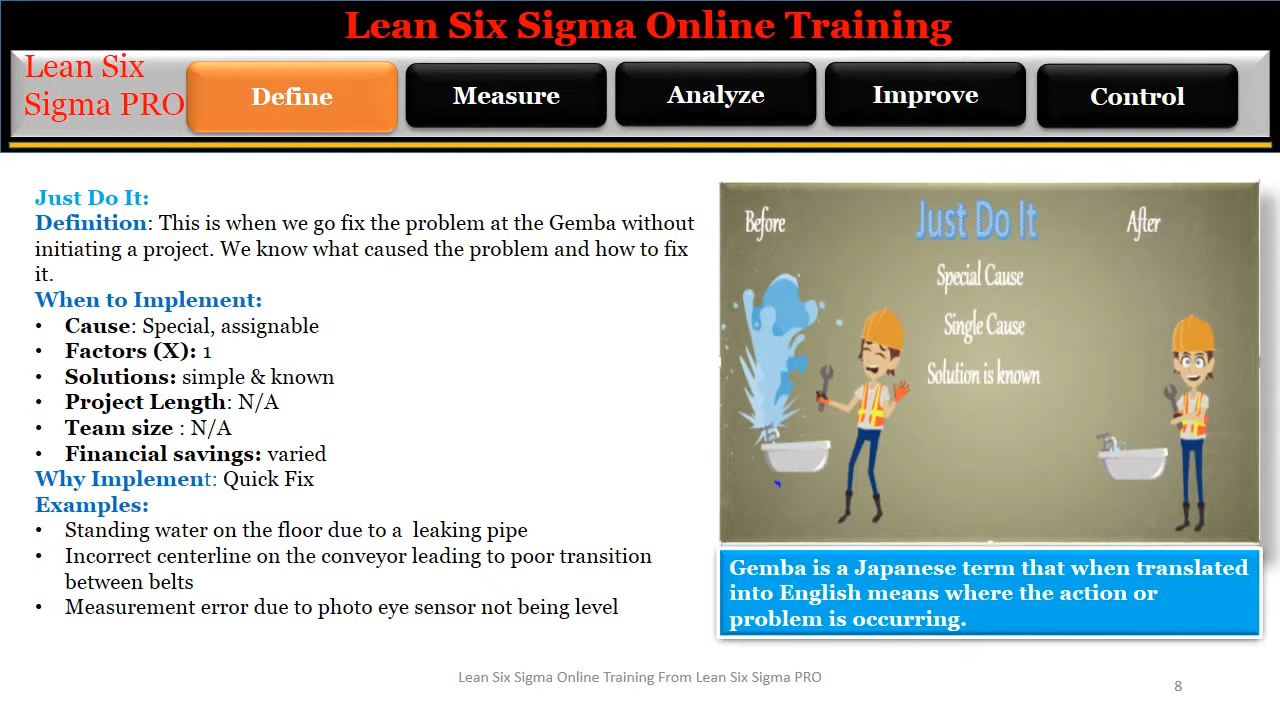 Lean Six Sigma Online Training
Lean Six
Sigma PRO
Define
Measure
Analyze
Improve
Control
Just Do It:
Definition: This is when we go fix the problem at the Gemba without
initiating a project. We know what caused the problem and how to fix
it.
When to Implement:
• Cause: Special, assignable
• Factors (X): 1
• Solutions: simple & known
• Project Length: N/A
• Team size : N/A
• Financial savings: varied
Why Implement: Quick Fix
Examples:
• Standing water on the floor due to a leaking pipe
• Incorrect centerline on the conveyor leading to poor transition
between belts
• Measurement error due to photo eye sensor not being level
Before
Just Do It
After
Special Cause
Single Cause
Solution is known
Gemba is a Japanese term that when translated
into English means where the action or
problem is occurring.
Lean Six Sigma Online Training From Lean Six Sigma PRO
8